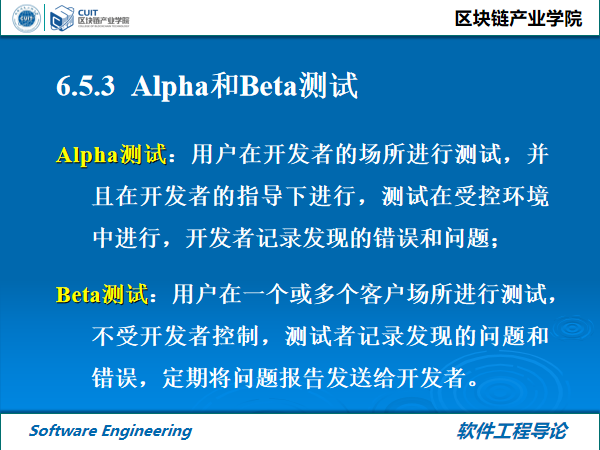 CUIT
区块链产业学院
区块链产业学院
6.5.3 Alpha和Beta测试
Alpha测试：用户在开发者的场所进行测试，并
且在开发者的指导下进行，测试在受控环境
中进行，开发者记录发现的错误和问题；
Beta测试：用户在一个或多个客户场所进行测试，
不受开发者控制，测试者记录发现的问题和
错误，定期将问题报告发送给开发者。
Software Engineering
软件工程导论